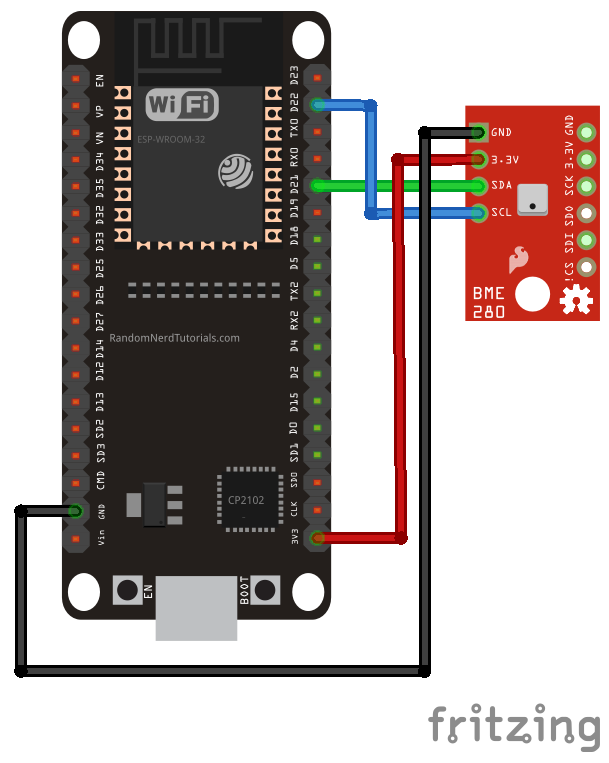 WiFi
ESP-WROOM-32
EN
VP
VN
D34
D35
D32
D33
D25
D26
D27
D14
D12
D13
SD2
SD3
CMD
GND
Vin
D23
D22
TX0
RX0
D21
D19
D18
D5
TX2
RX2
D4
D2
D15
D0
SD1
SD0
CLK
3V3
RandomNerdTutorials.com
CP2102
EN
BOOT
GND
3.3V
SDA
SCL
GND
3.3V
SCK
SDO
SDI
!CS
BME
280
fritzing